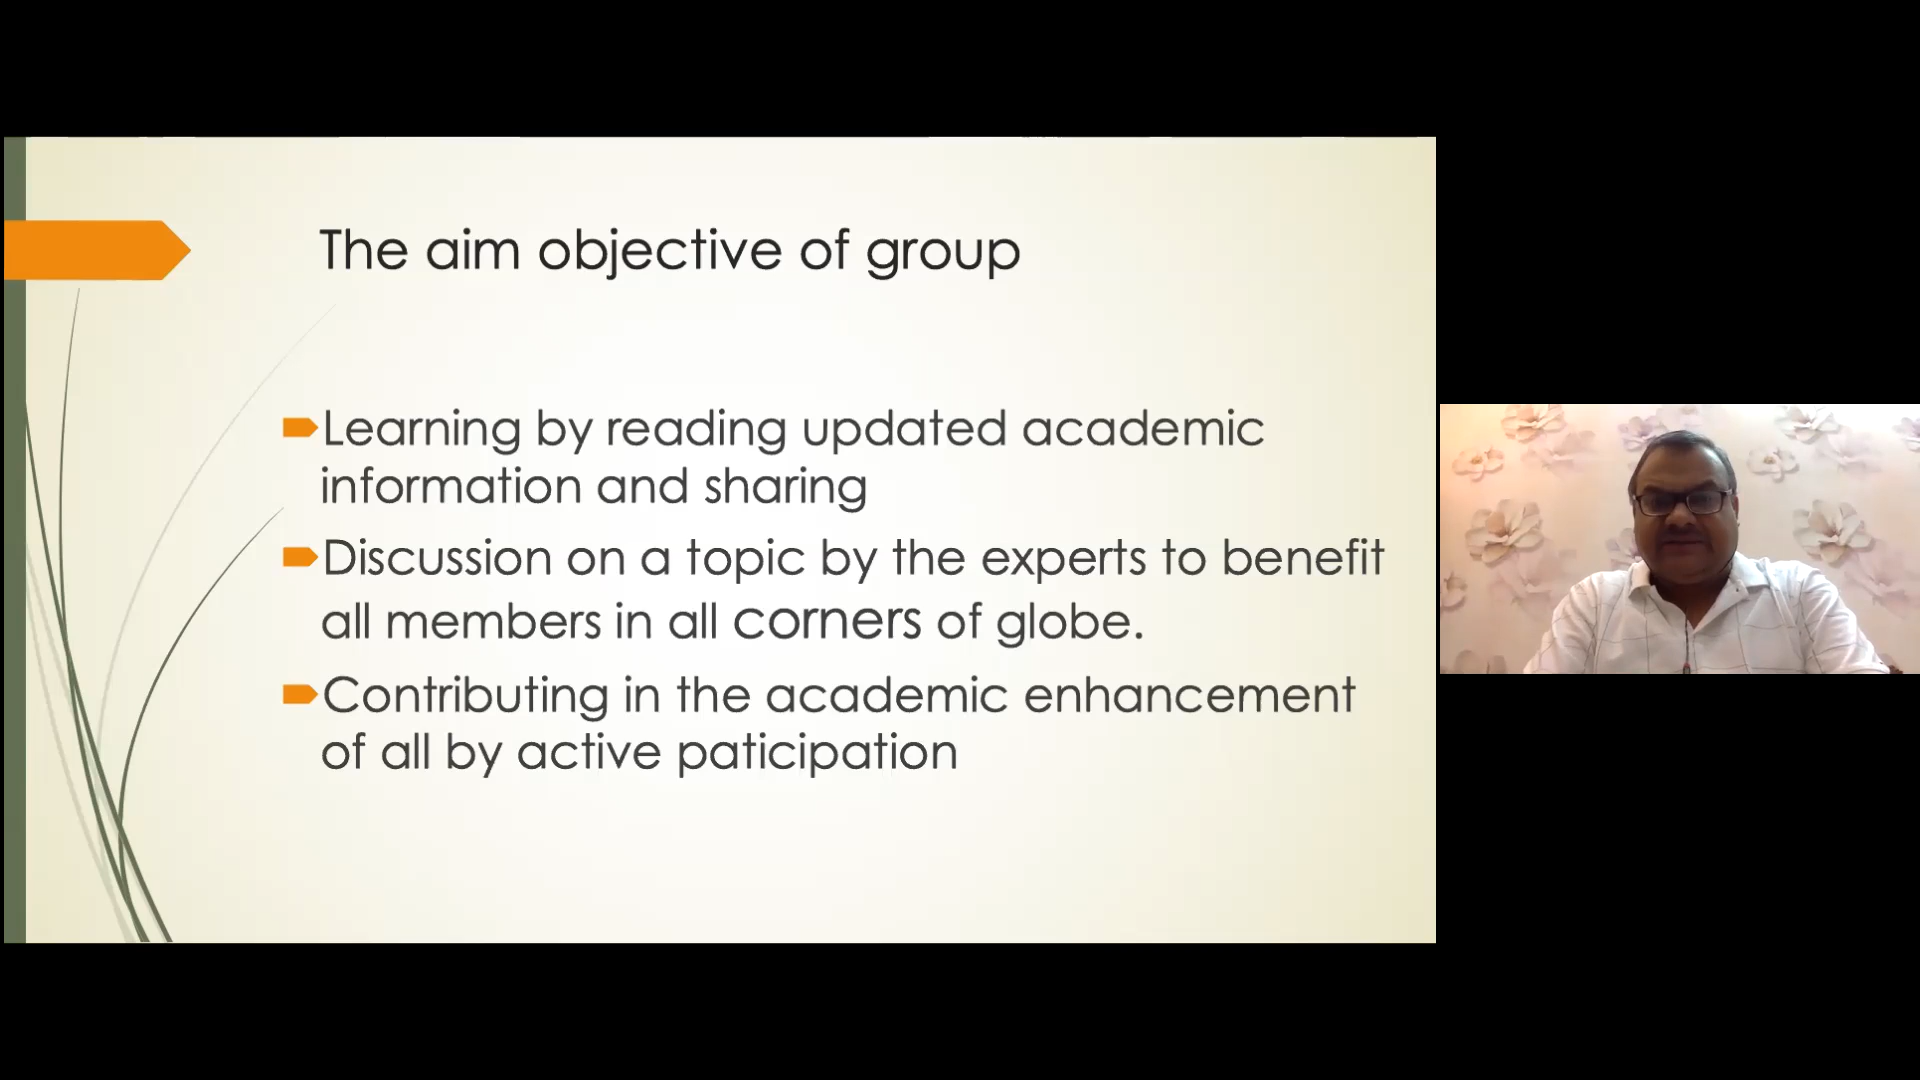 The aim objective of group
Learning by reading updated academic
information and sharing
Discussion on a topic by the experts to benefit
all members in all corners of globe.
Contributing in the academic enhancement
of all by active paticipation